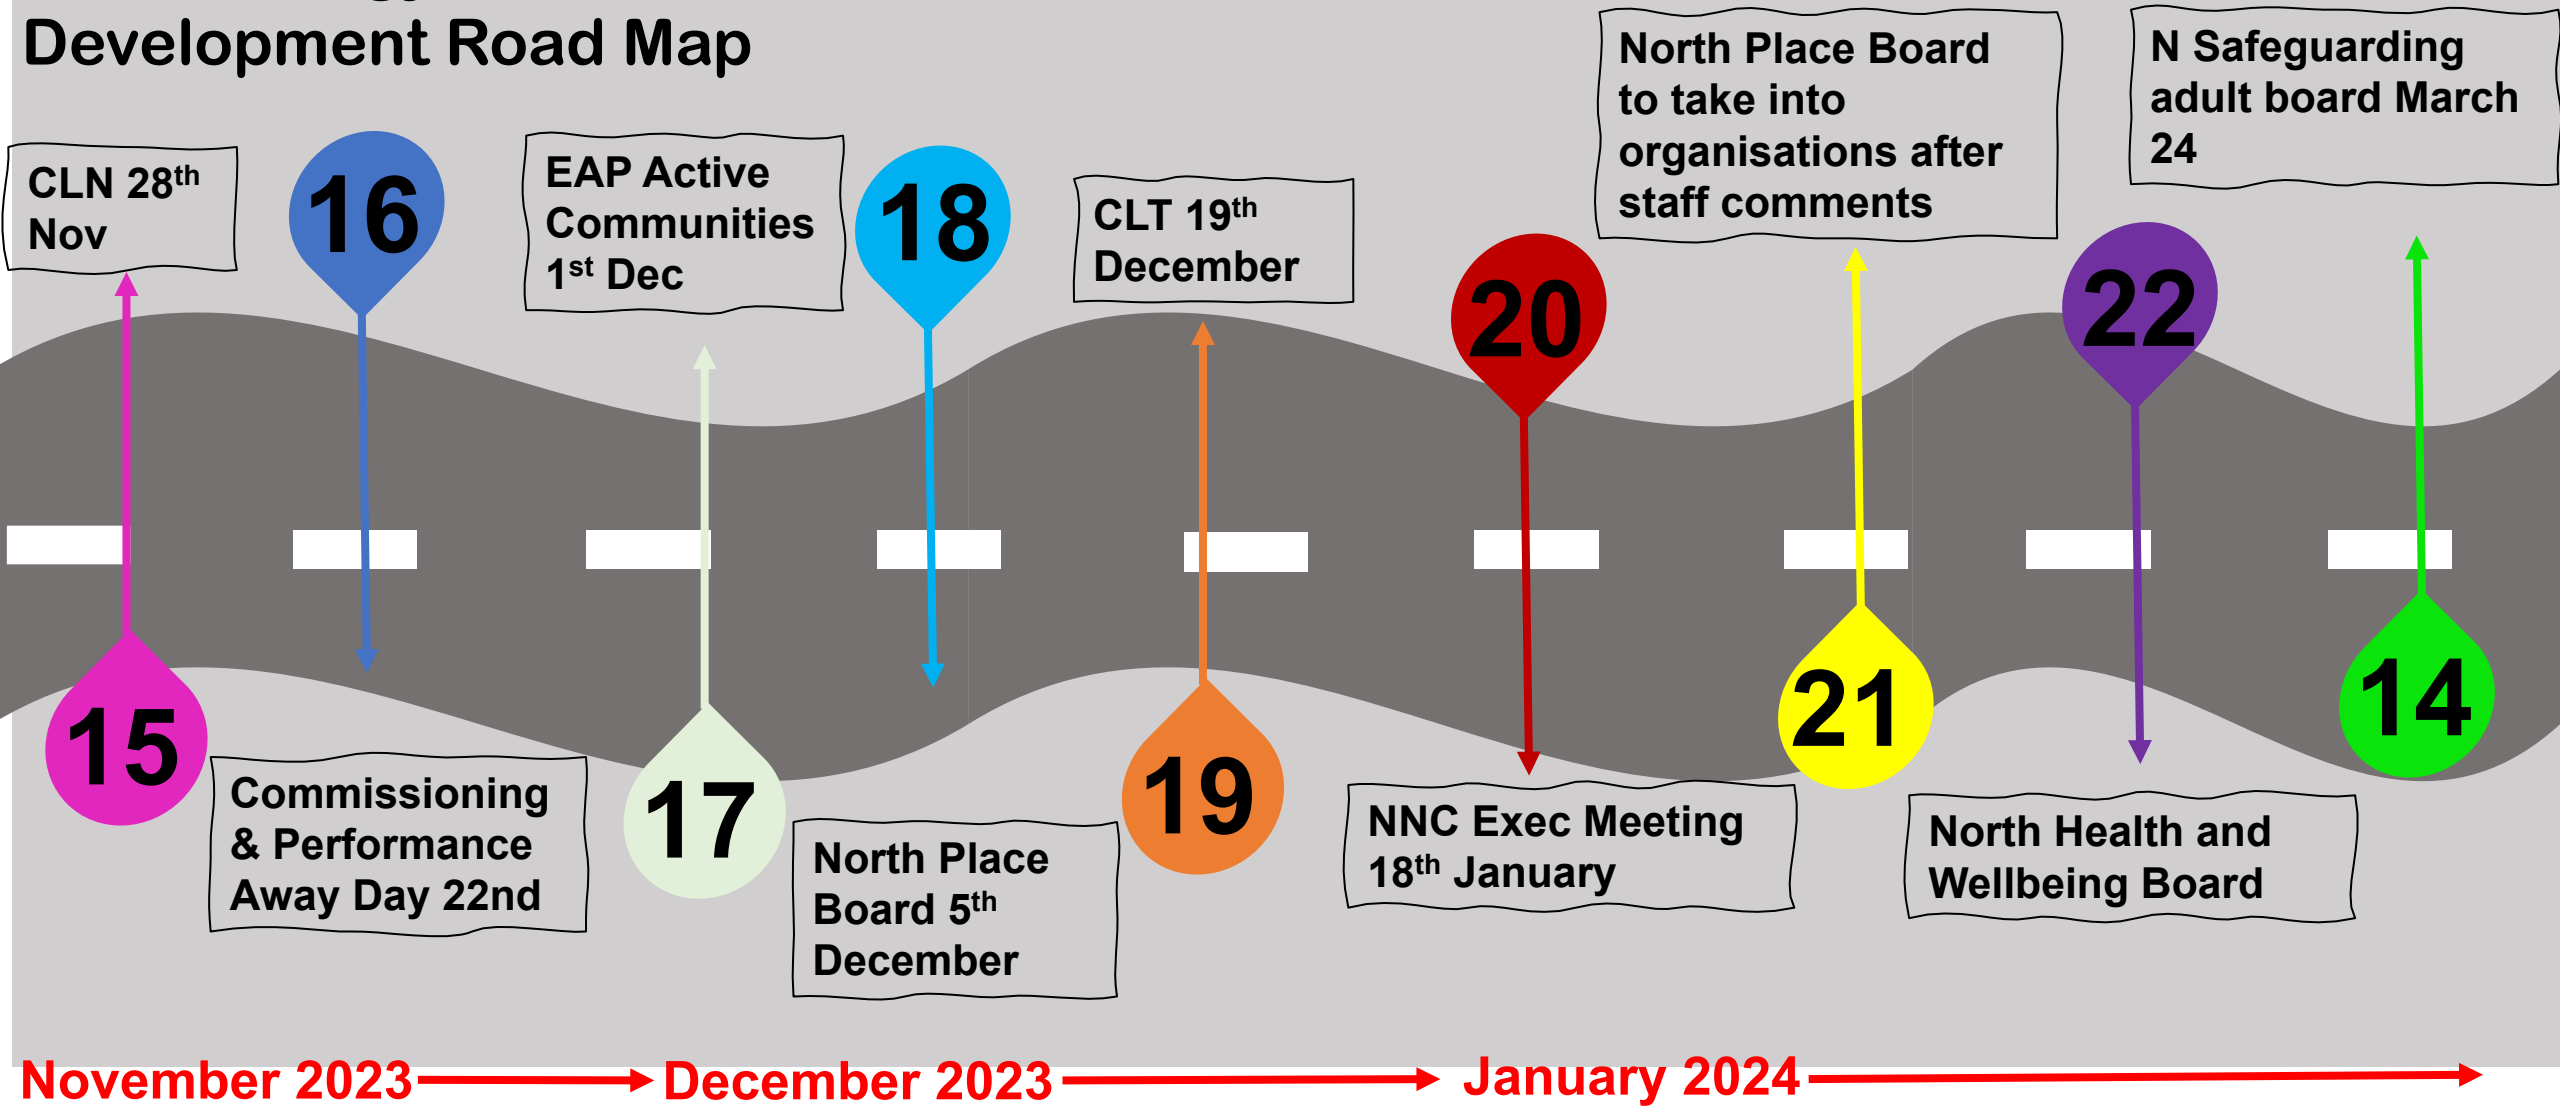 Development Road Map
CLN 28th
Nov
16
EAP Active
Communities
1st Dec
18
CLT 19th
December
20
North Place Board
to take into
organisations after
staff comments
22
N Safeguarding
adult board March
24
15
Commissioning
& Performance
Away Day 22nd
17
North Place
Board 5th
December
19
NNC Exec Meeting
18th January
21
North Health and
Wellbeing Board
14
November 2023
December 2023
January 2024